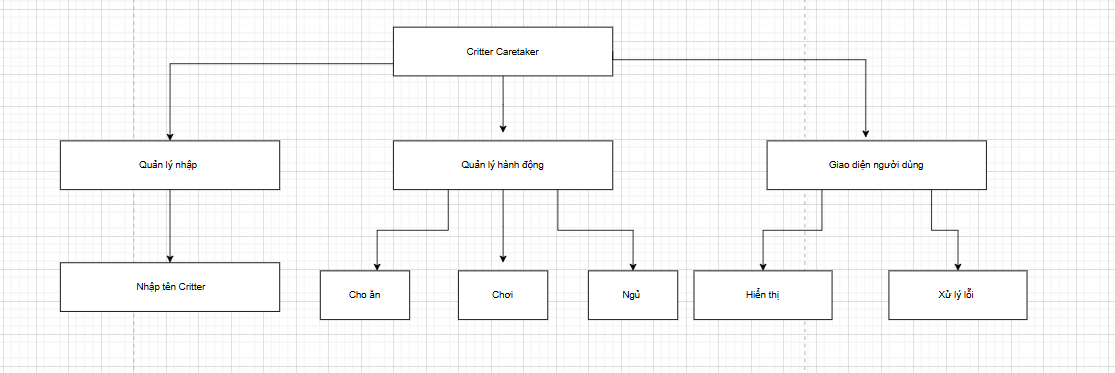 Critter Caretaker
Quản lý nhập
Quản lý hành động
Giao diện người dùng
Nhập tên Critter
Cho ăn
Chơi
Ngủ
Hiển thị
Xử lý lỗi